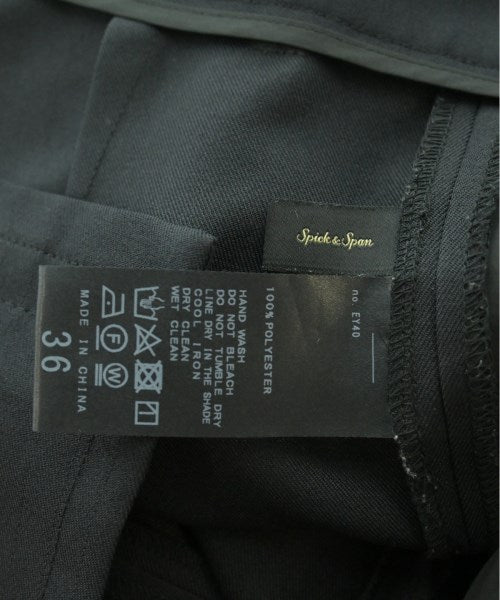 Spick & Span
no. EY40
100% POLYESTER
HAND WASH
DO NOT BLEACH
DO NOT TUMBLE DRY
LINE DRY IN THE SHADE
COOL IRON
DRY CLEAN
WET CLEAN
F W
MADE IN CHINA
36